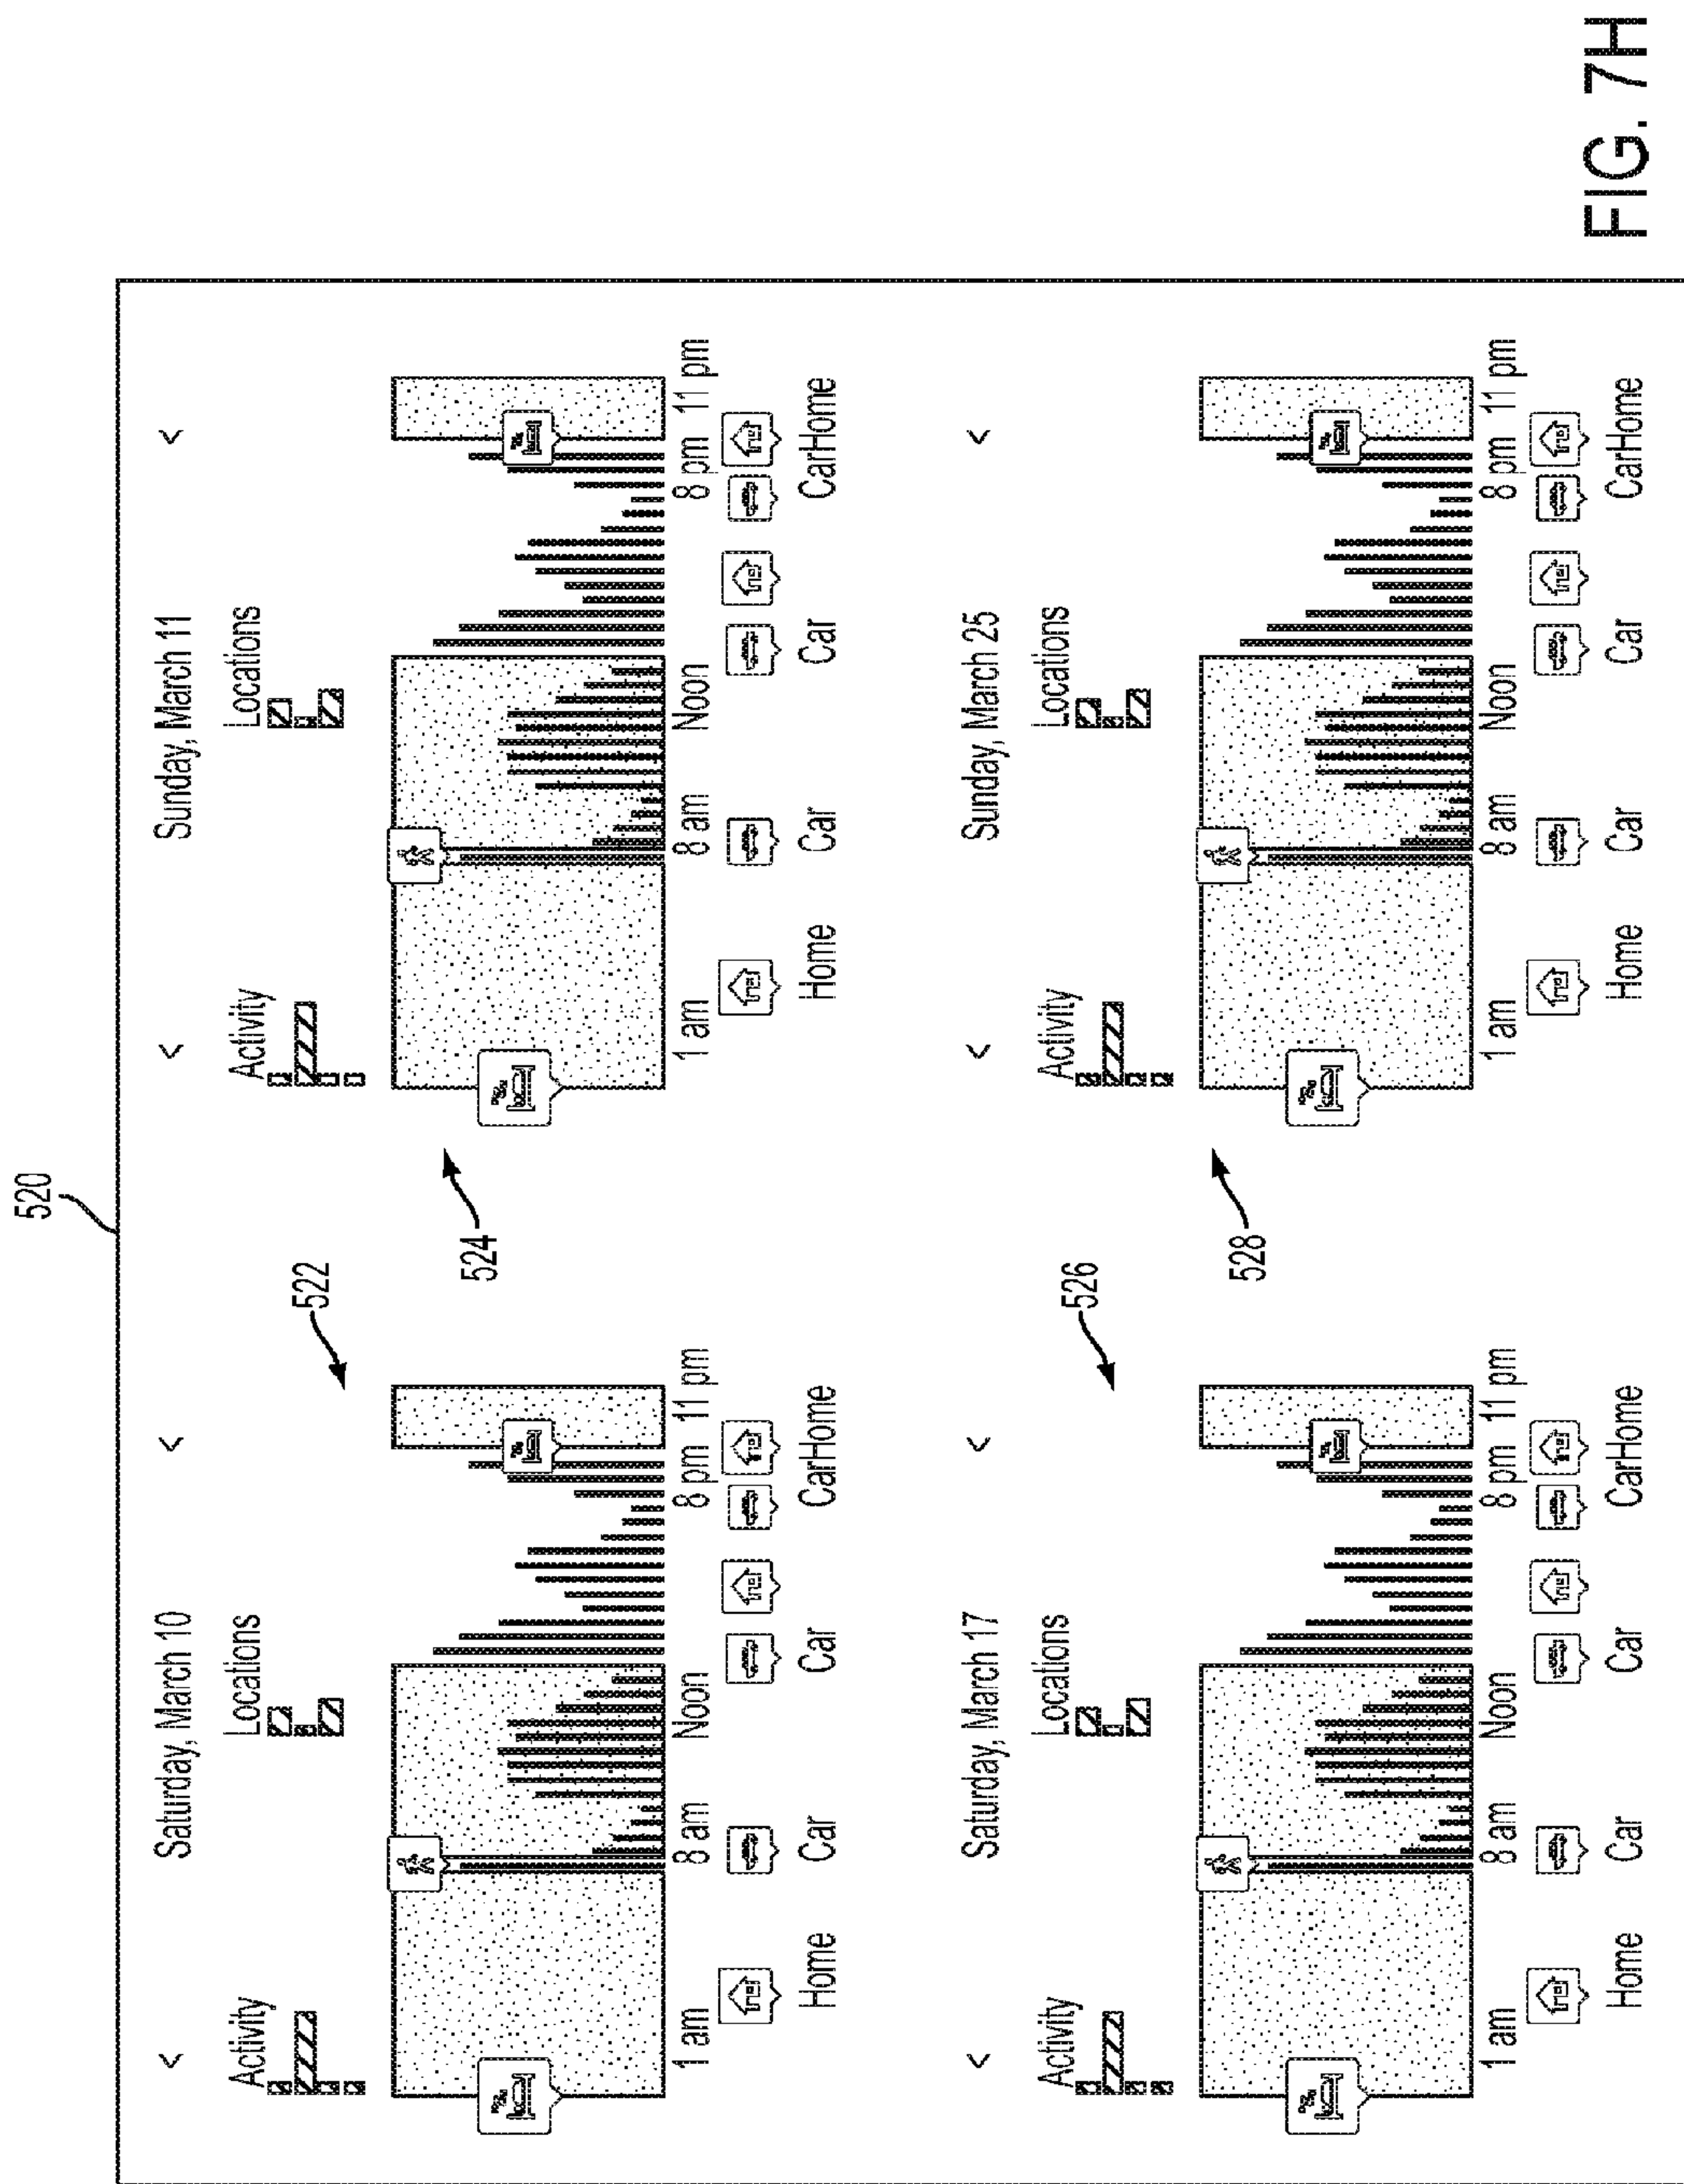 520
Saturday, March 10
< <
Activity Locations
522
1 am 8 am Noon 8 pm 11 pm
Home Car Car CarHome
Sunday, March 11
< <
Activity Locations
524
1 am 8 am Noon 8 pm 11 pm
Home Car Car CarHome
Saturday, March 17
< <
Activity Locations
526
1 am 8 am Noon 8 pm 11 pm
Home Car Car CarHome
Sunday, March 25
< <
Activity Locations
528
1 am 8 am Noon 8 pm 11 pm
Home Car Car CarHome
FIG. 7H